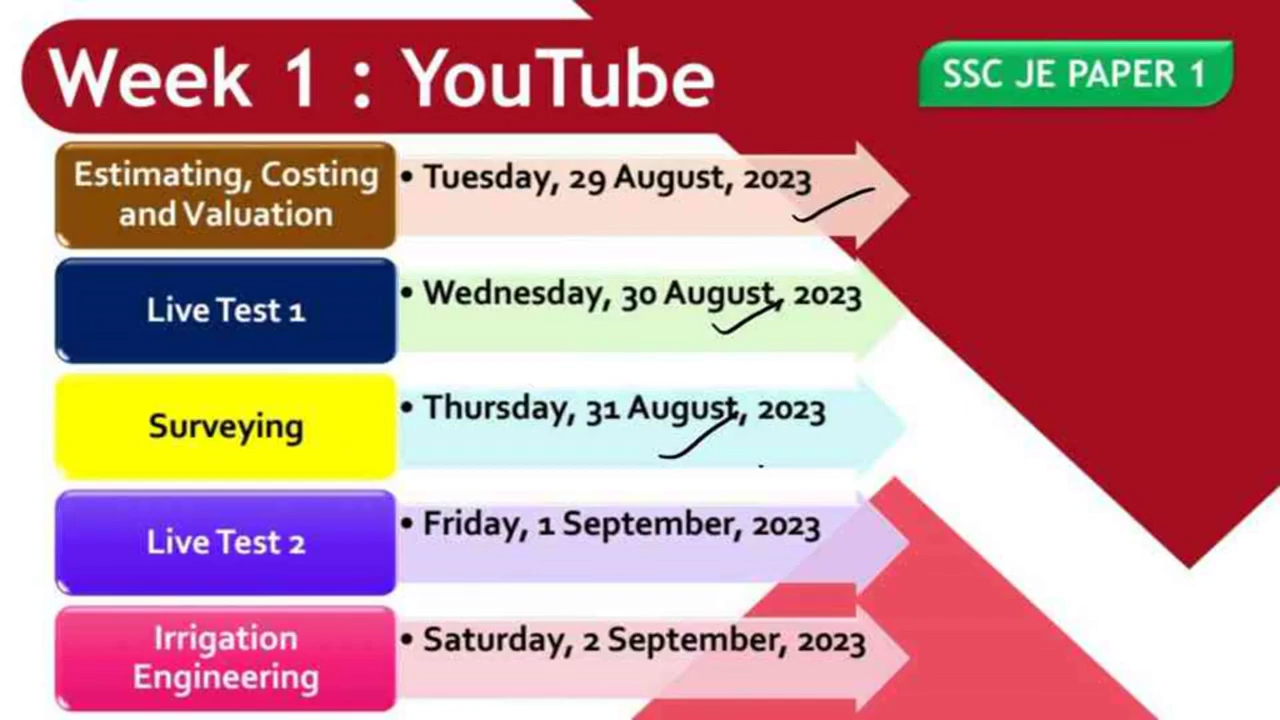 Week 1 : YouTube
SSC JE PAPER 1
Estimating, Costing
and Valuation
• Tuesday, 29 August, 2023
Live Test 1
• Wednesday, 30 August, 2023
Surveying
• Thursday, 31 August, 2023
Live Test 2
• Friday, 1 September, 2023
Irrigation
Engineering
• Saturday, 2 September, 2023